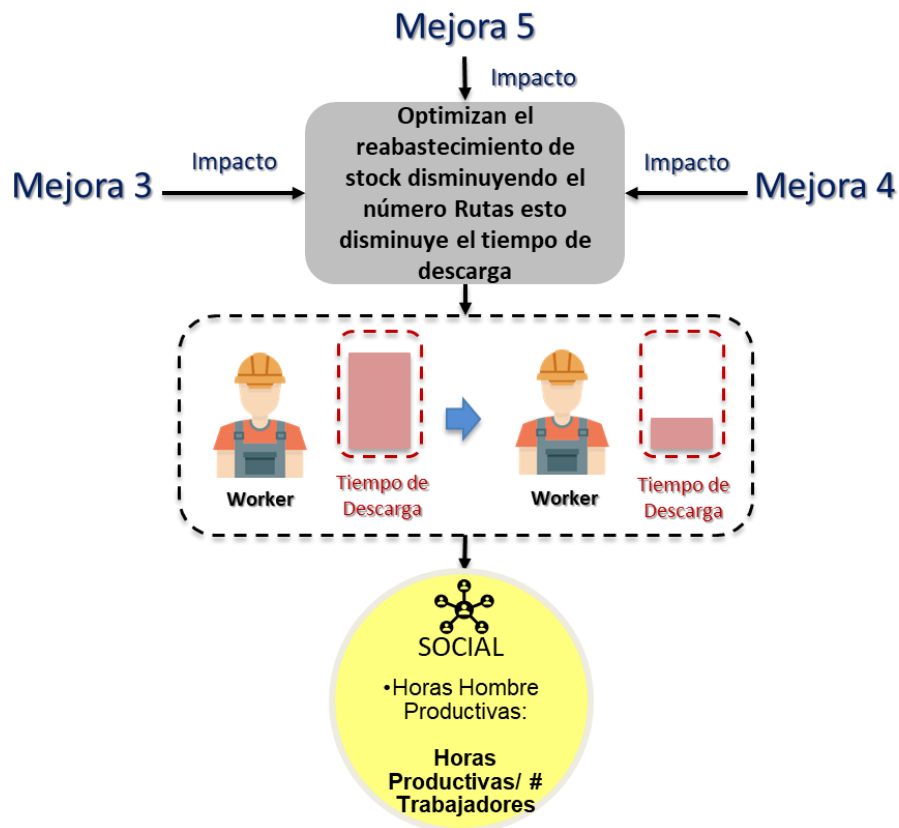 Mejora 5
Impacto
Optimizan el
reabastecimiento de
stock disminuyendo el
número Rutas esto
disminuye el tiempo de
descarga
Mejora 3
Impacto
Impacto
Mejora 4
Worker
Tiempo de
Descarga
Worker
Tiempo de
Descarga
SOCIAL
•Horas Hombre
Productivas:
Horas
Productivas/ #
Trabajadores